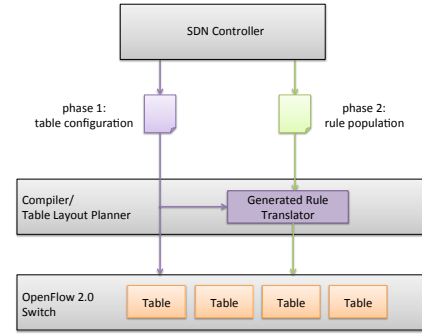 SDN Controller
phase 1:
table configuration
phase 2:
rule population
Compiler/
Table Layout Planner
Generated Rule
Translator
OpenFlow 2.0
Switch
Table
Table
Table
Table